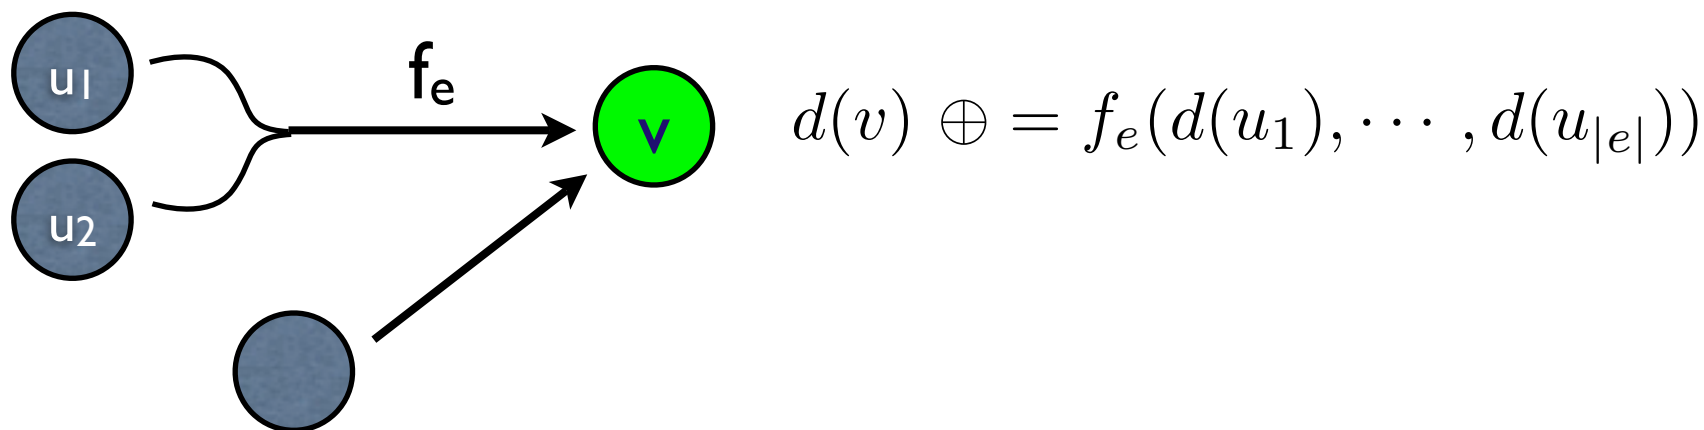 u1
u2
fe
v
d(v) ⊕ = fₑ(d(u₁), ⋯ , d(u|ₑ|))